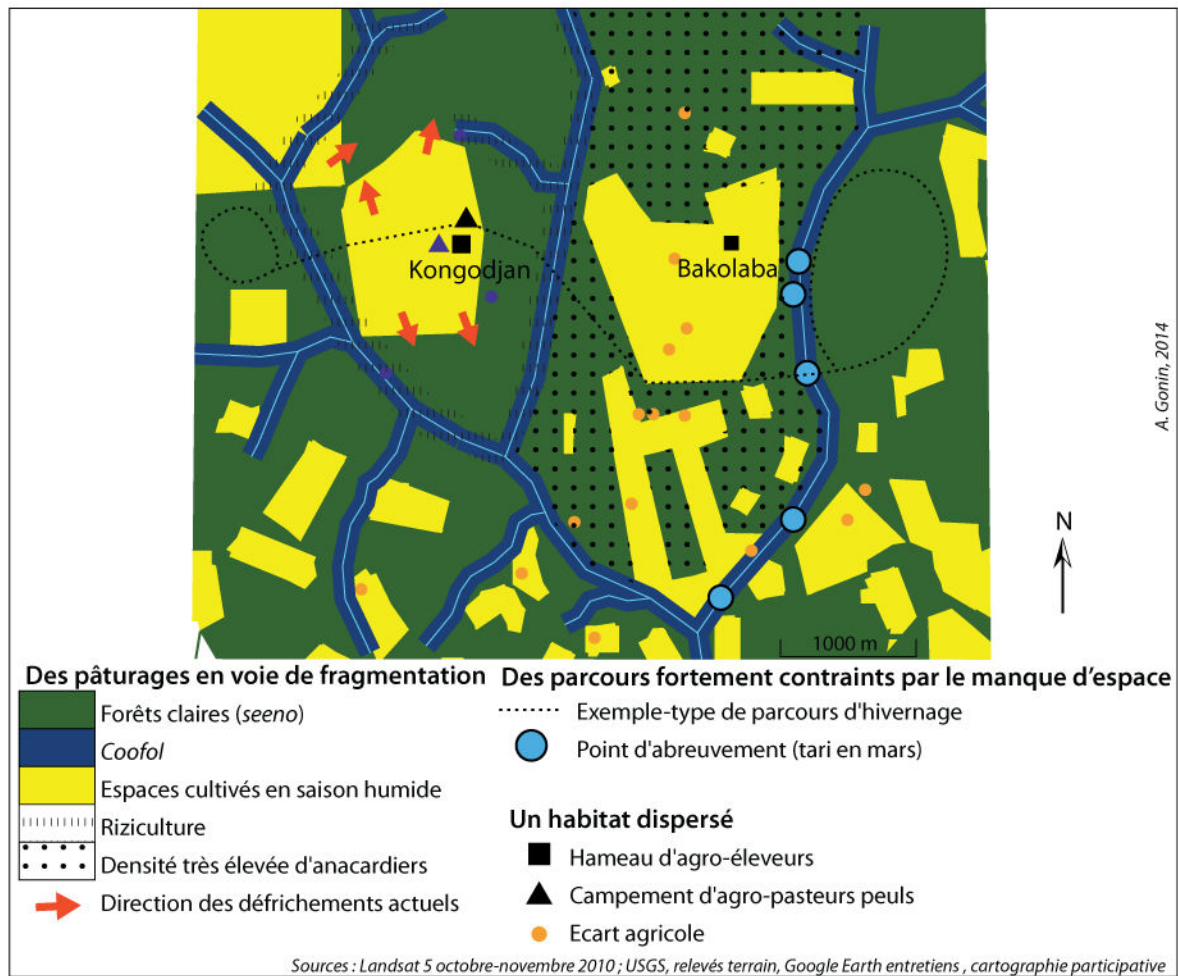 Kongodjan
Bakolaba
A. Gonin, 2014
N
1000 m
Des pâturages en voie de fragmentation
Forêts claires (seeno)
Coofol
Espaces cultivés en saison humide
Riziculture
Densité très élevée d'anacardiers
Direction des défrichements actuels
Des parcours fortement contraints par le manque d'espace
Exemple-type de parcours d'hivernage
Point d'abreuvement (tari en mars)
Un habitat dispersé
Hameau d'agro-éleveurs
Campement d'agro-pasteurs peuls
Ecart agricole
Sources : Landsat 5 octobre-novembre 2010 ; USGS, relevés terrain, Google Earth entretiens , cartographie participative